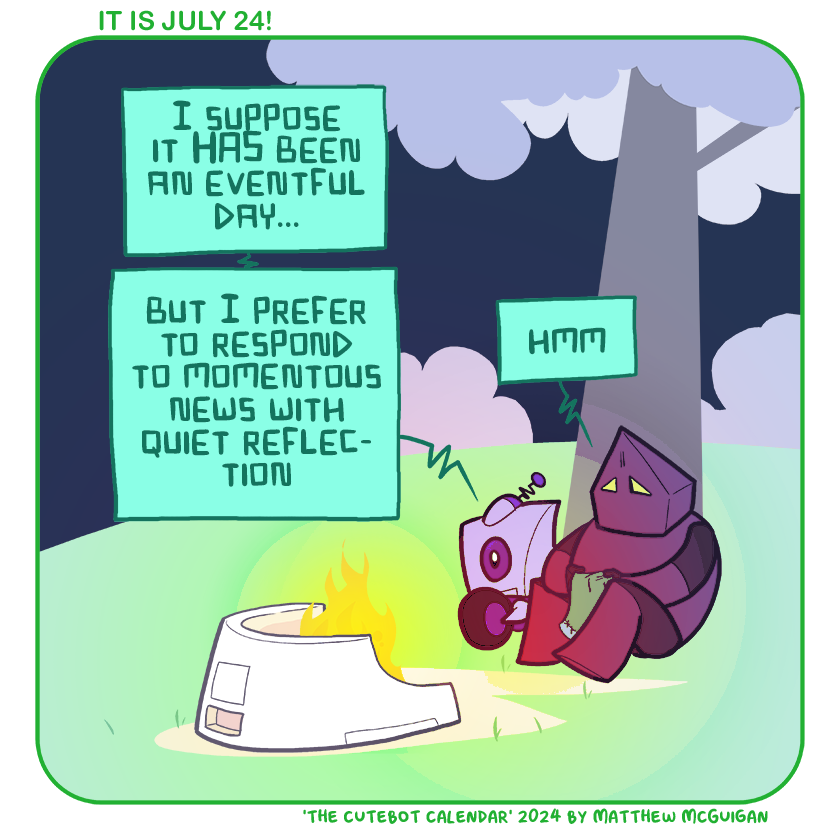 IT IS JULY 24!
I SUPPOSE
IT HAS BEEN
AN EVENTFUL
DAY...
BUT I PREFER
TO RESPOND
TO MOMENTOUS
NEWS WITH
QUIET REFLEC-
TION
HMM
'THE CUTEBOT CALENDAR' 2024 BY MATTHEW MCGUIGAN